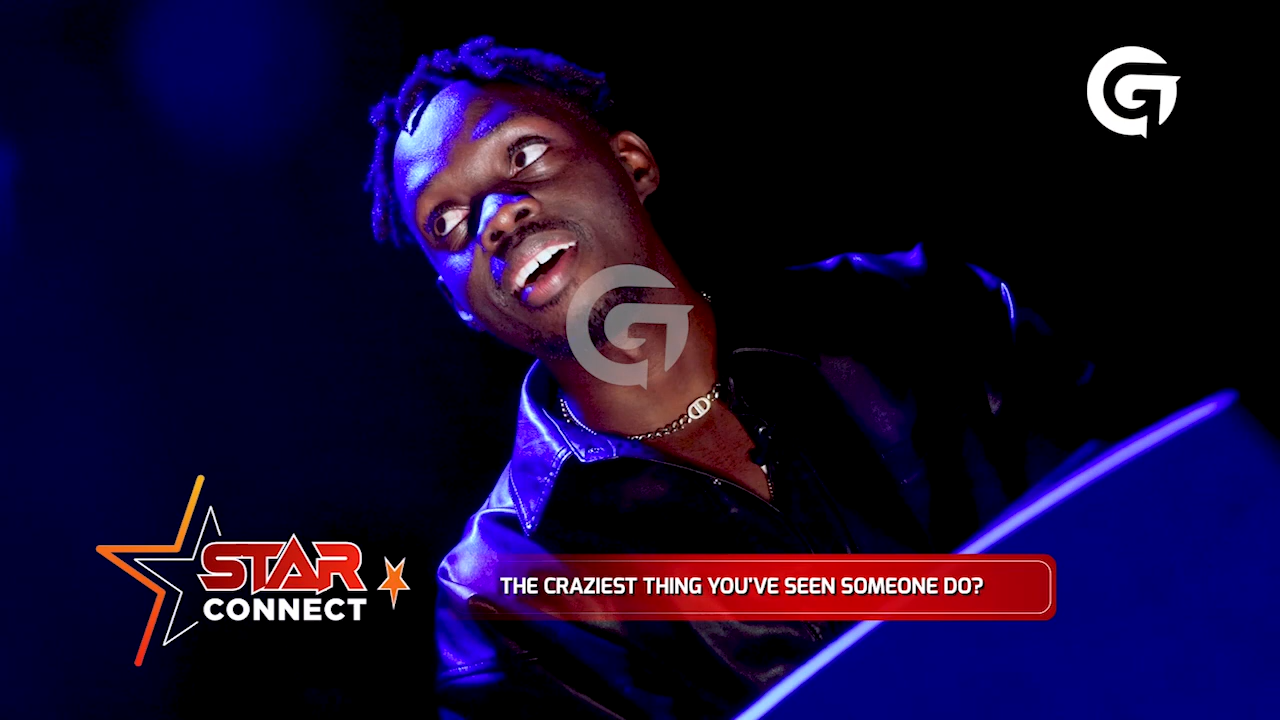 G
STAR
CONNECT
THE CRAZIEST THING YOU'VE SEEN SOMEONE DO?
G